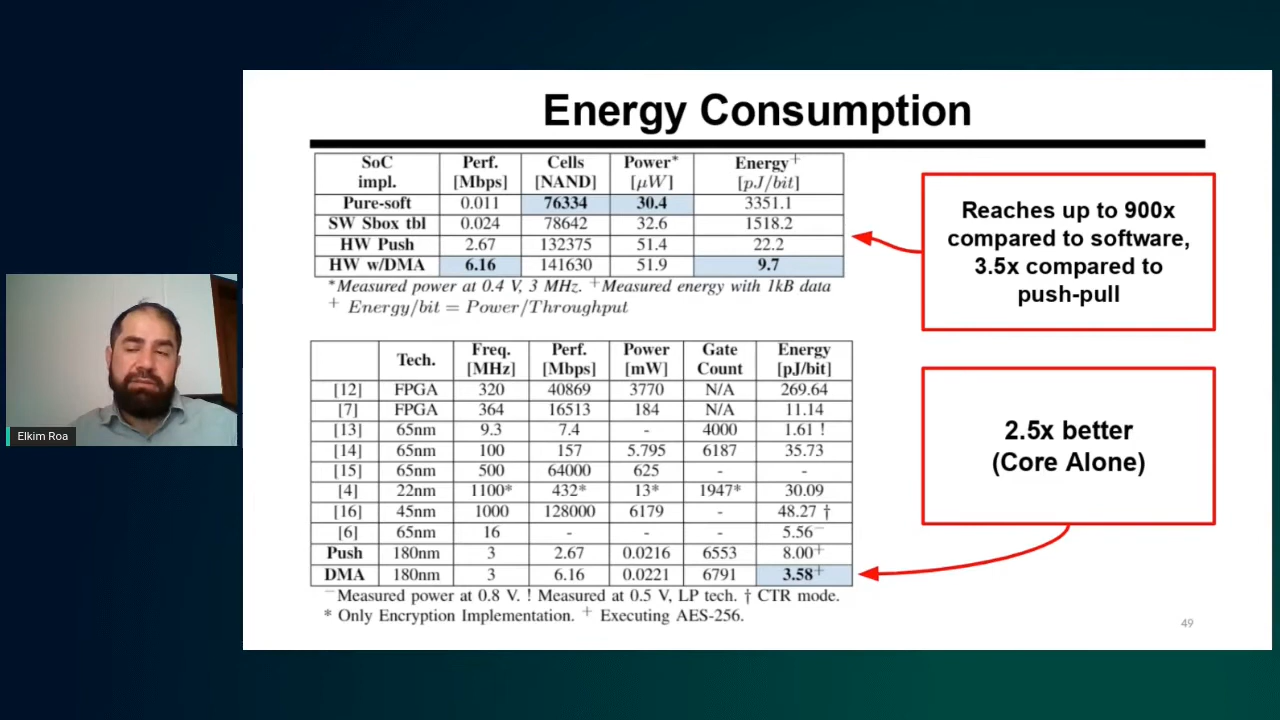 Energy Consumption
SoC impl. Perf. [Mbps] Cells [NAND] Power* [μW] Energy+ [pJ/bit]
Pure-soft 0.011 76334 30.4 3351.1
SW Sbox tbl 0.024 78642 32.6 1518.2
HW Push 2.67 132375 51.4 22.2
HW w/DMA 6.16 141630 51.9 9.7
*Measured power at 0.4 V, 3 MHz. +Measured energy with 1kB data
+ Energy/bit = Power/Throughput
Reaches up to 900x
compared to software,
3.5x compared to
push-pull
Tech. Freq. [MHz] Perf. [Mbps] Power [mW] Gate Count Energy [pJ/bit]
[12] FPGA 320 40869 3770 N/A 269.64
[7] FPGA 364 16513 184 N/A 11.14
[13] 65nm 9.3 7.4 - 4000 1.61 !
[14] 65nm 100 157 5.795 6187 35.73
[15] 65nm 500 64000 625 - -
[4] 22nm 1100* 432* 13* 1947* 30.09
[16] 45nm 1000 128000 6179 - 48.27 †
[6] 65nm 16 - - - 5.56−
Push 180nm 3 2.67 0.0216 6553 8.00+
DMA 180nm 3 6.16 0.0221 6791 3.58+
−Measured power at 0.8 V. ! Measured at 0.5 V, LP tech. † CTR mode.
* Only Encryption Implementation. + Executing AES-256.
2.5x better
(Core Alone)
49
Elkim Roa